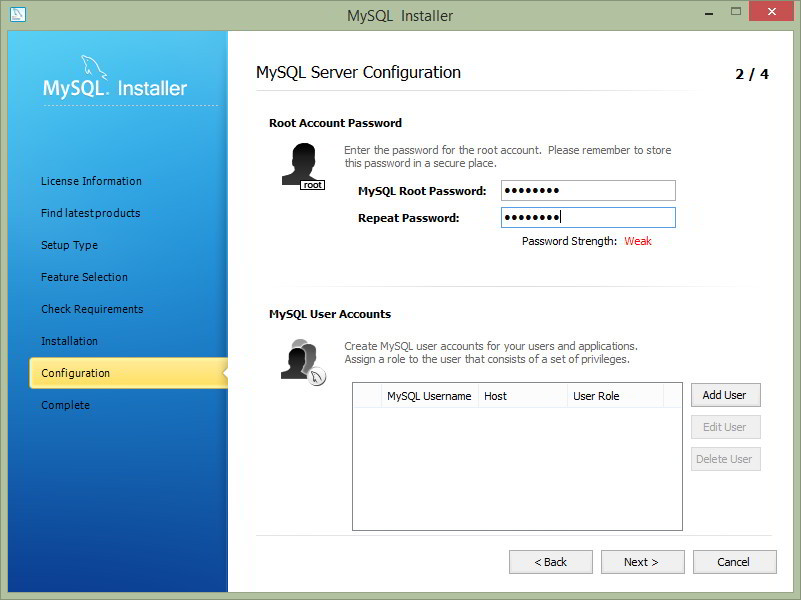 MySQL Installer
MySQL. Installer
License Information
Find latest products
Setup Type
Feature Selection
Check Requirements
Installation
Configuration
Complete
MySQL Server Configuration
2 / 4
Root Account Password
root
Enter the password for the root account. Please remember to store
this password in a secure place.
MySQL Root Password: ●●●●●●●●
Repeat Password: ●●●●●●●●
Password Strength: Weak
MySQL User Accounts
Create MySQL user accounts for your users and applications.
Assign a role to the user that consists of a set of privileges.
MySQL Username Host User Role
Add User
Edit User
Delete User
< Back Next > Cancel